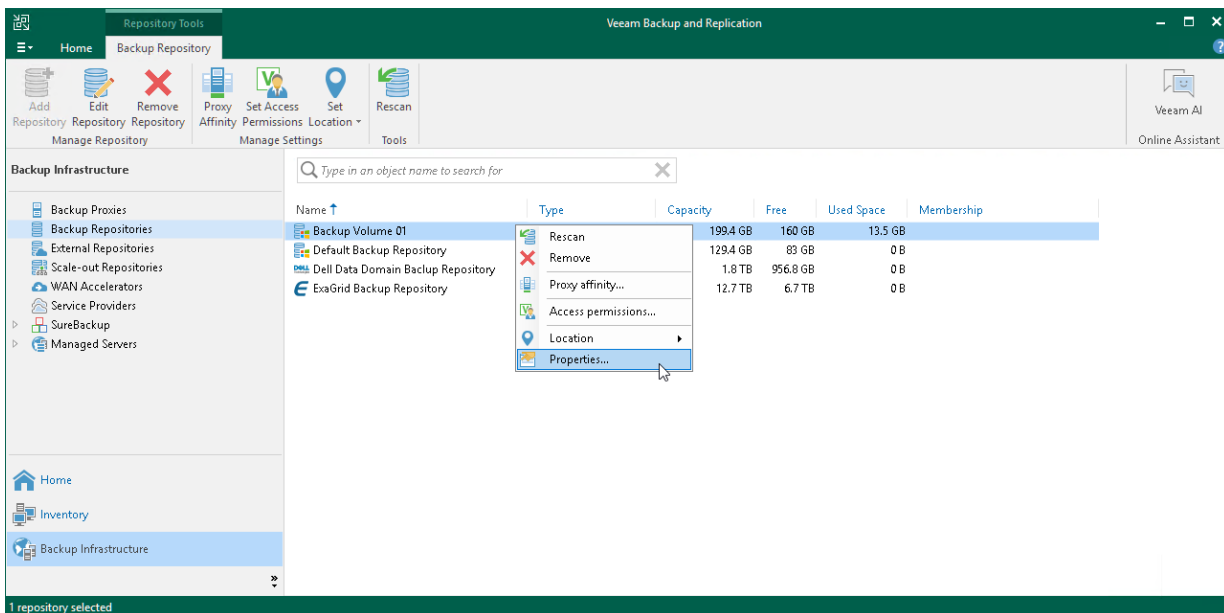 Repository Tools
Veeam Backup and Replication
Home
Backup Repository
?
Add Repository
Edit Repository
Remove Repository
Manage Repository
Proxy Affinity
Set Access Permissions
Set Location
Manage Settings
Rescan
Tools
Veeam AI
Online Assistant
Backup Infrastructure
Backup Proxies
Backup Repositories
External Repositories
Scale-out Repositories
WAN Accelerators
Service Providers
SureBackup
Managed Servers
Home
Inventory
Backup Infrastructure
Type in an object name to search for
Name Type Capacity Free Used Space Membership
Backup Volume 01 199.4 GB 160 GB 13.5 GB
Default Backup Repository 129.4 GB 83 GB 0 B
DELL Dell Data Domain Baclup Repository 1.8 TB 956.8 GB 0 B
ExaGrid Backup Repository 12.7 TB 6.7 TB 0 B
Rescan
Remove
Proxy affinity...
Access permissions...
Location
Properties...
1 repository selected